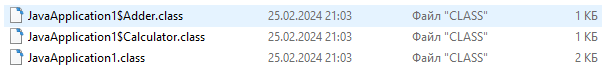 JavaApplication1$Adder.class 25.02.2024 21:03 Файл "CLASS" 1 КБ
JavaApplication1$Calculator.class 25.02.2024 21:03 Файл "CLASS" 1 КБ
JavaApplication1.class 25.02.2024 21:03 Файл "CLASS" 2 КБ